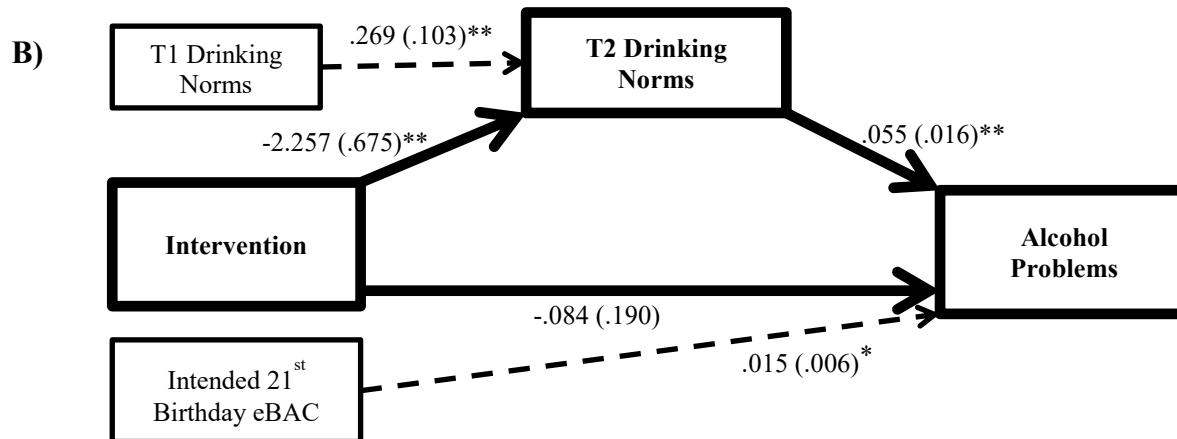 B)
T1 Drinking
Norms
.269 (.103)**
T2 Drinking
Norms
-2.257 (.675)**
.055 (.016)**
Intervention
Alcohol
Problems
-.084 (.190)
.015 (.006)*
Intended 21st
Birthday eBAC